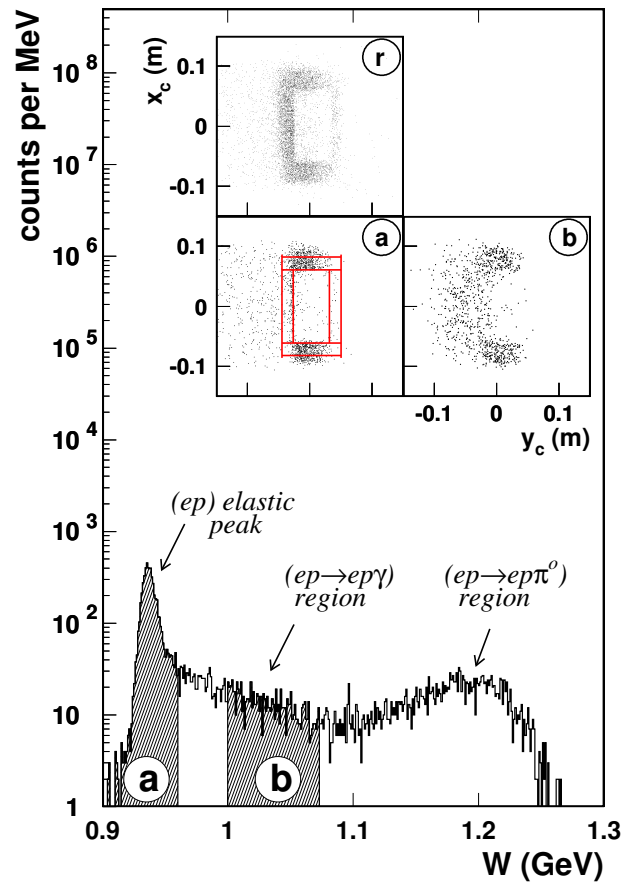 counts per MeV
10^8
10^7
10^6
10^5
10^4
10^3
10^2
10
1
x_c (m)
0.1
0
-0.1
r
0.1
0
-0.1
a
b
-0.1 0 0.1
y_c (m)
(ep) elastic
peak
(ep→epγ)
region
(ep→epπ^o)
region
a
b
0.9 1 1.1 1.2 1.3
W (GeV)